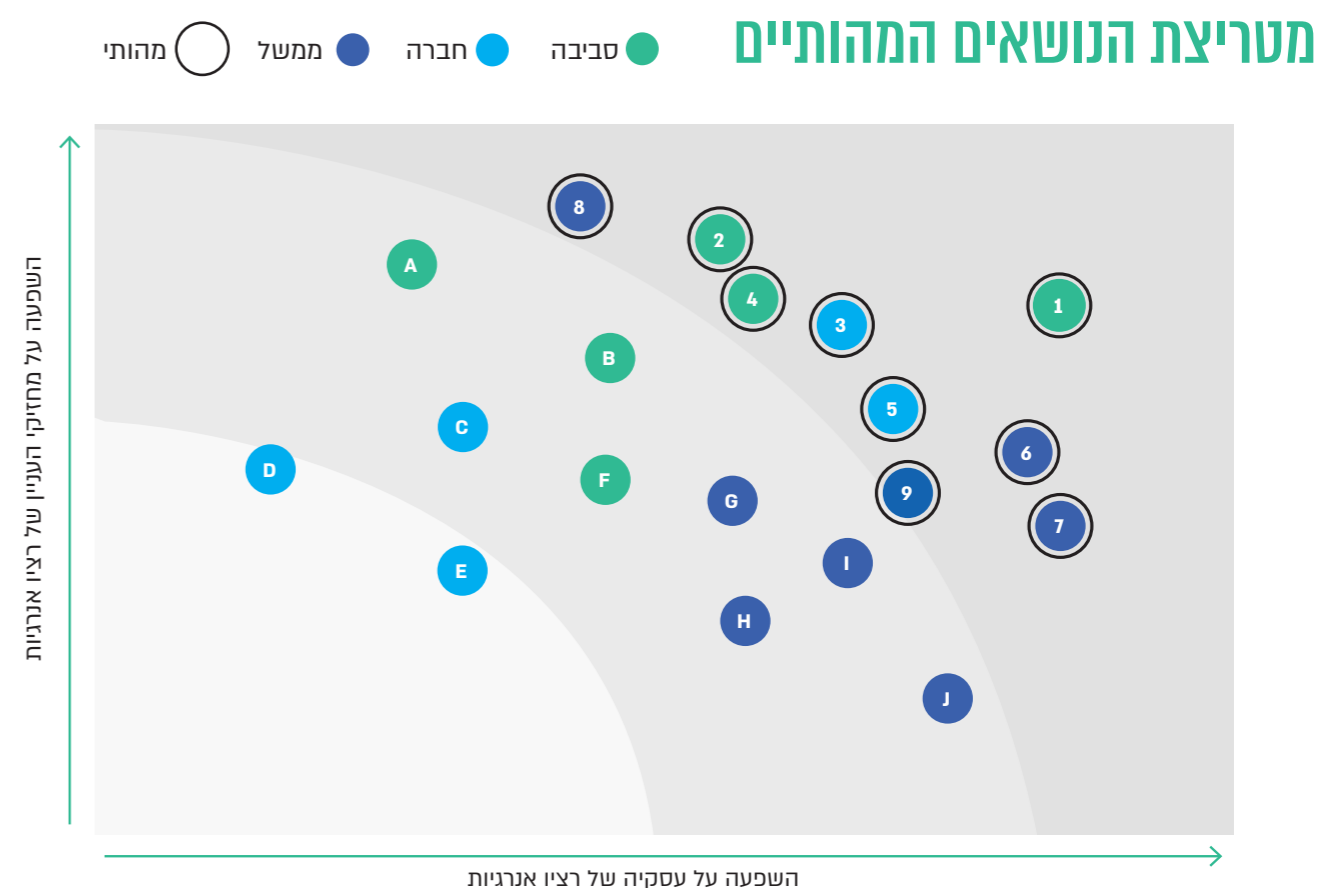 מטריצת הנושאים המהותיים
סביבה
חברה
ממשל
מהותי
השפעה על מחזיקי העניין של רציו אנרגיות
8
2
A
4
1
3
B
5
C
6
D
F
9
G
7
I
E
H
J
השפעה על עסקיה של רציו אנרגיות